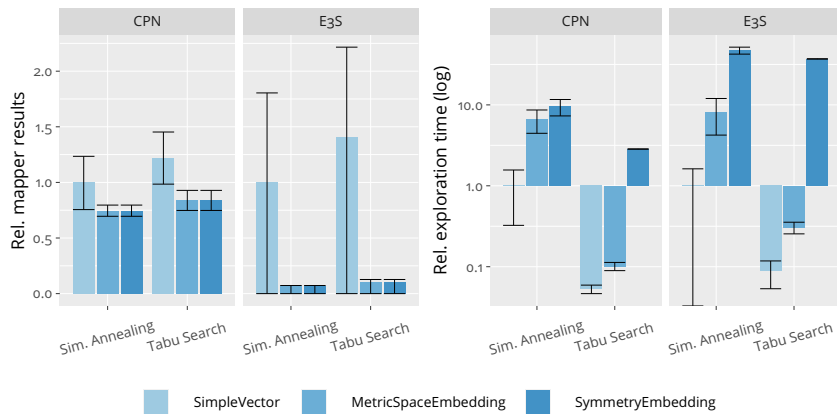 CPN
E3S
Rel. mapper results
2.0
1.5
1.0
0.5
0.0
Sim. Annealing
Tabu Search
Sim. Annealing
Tabu Search
CPN
E3S
Rel. exploration time (log)
10.0
1.0
0.1
Sim. Annealing
Tabu Search
Sim. Annealing
Tabu Search
SimpleVector
MetricSpaceEmbedding
SymmetryEmbedding